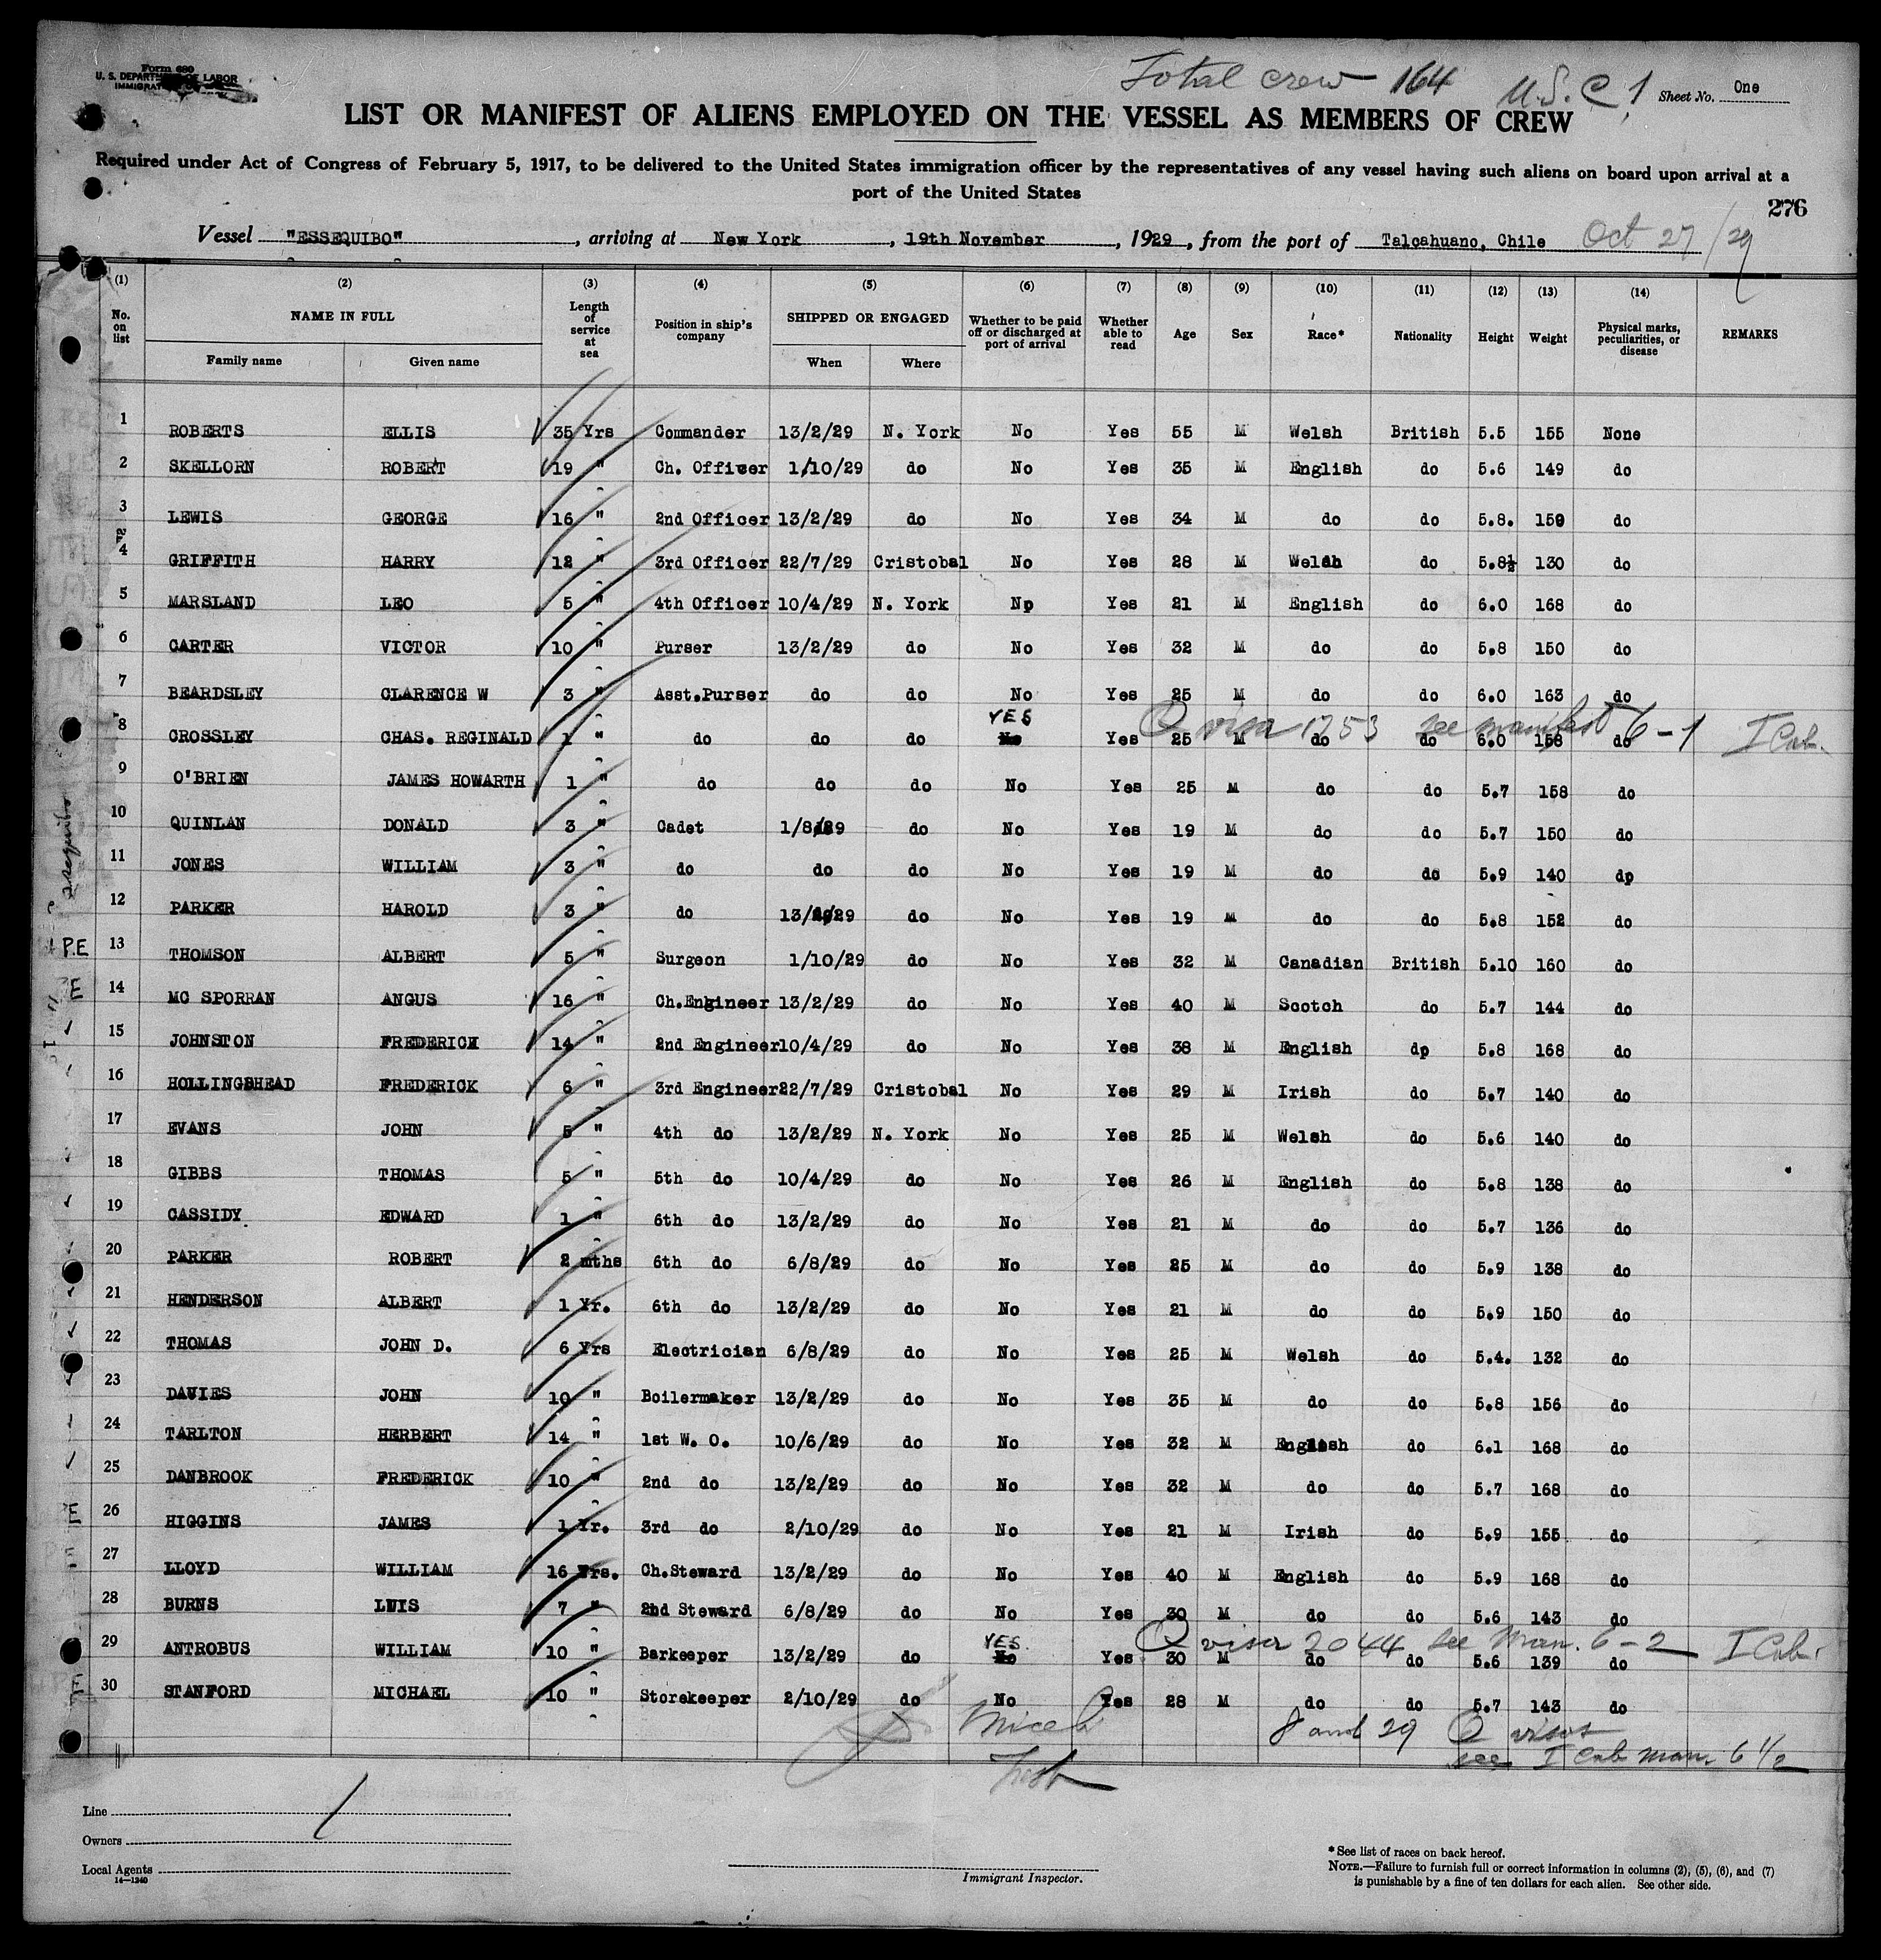 Form 680
U. S. DEPARTMENT OF LABOR
Total crew 164 U.S.C 1 Sheet No. One
LIST OR MANIFEST OF ALIENS EMPLOYED ON THE VESSEL AS MEMBERS OF CREW
Required under Act of Congress of February 5, 1917, to be delivered to the United States immigration officer by the representatives of any vessel having such aliens on board upon arrival at a
port of the United States
276
Vessel "ESSEQUIBO", arriving at New York, 19th November, 1929, from the port of Talcahuano, Chile Oct 27/29
(1) (2) (3) (4) (5) (6) (7) (8) (9) (10) (11) (12) (13) (14)
No. on list NAME IN FULL Length of service at sea Position in ship's company SHIPPED OR ENGAGED Whether to be paid off or discharged at port of arrival Whether able to read Age Sex Race* Nationality Height Weight Physical marks, peculiarities, or disease REMARKS
Family name Given name When Where
1 ROBERTS ELLIS 35 Yrs Commander 13/2/29 N. York No Yes 55 M Welsh British 5.5 155 None
2 SKELLORN ROBERT 19 " Ch. Officer 1/10/29 do No Yes 35 M English do 5.6 149 do
3 LEWIS GEORGE 16 " 2nd Officer 13/2/29 do No Yes 34 M do do 5.8. 150 do
4 GRIFFITH HARRY 12 " 3rd Officer 22/7/29 Cristobal No Yes 28 M Welsh do 5.8½ 130 do
5 MARSLAND LEO 5 " 4th Officer 10/4/29 N. York Np Yes 21 M English do 6.0 168 do
6 CARTER VICTOR 10 " Purser 13/2/29 do No Yes 32 M do do 5.8 150 do
7 BEARDSLEY CLARENCE W 3 " Asst.Purser do do No Yes 25 M do do 6.0 163 do
YES Q visa 1253 see manifest 6-1 I Cab.
8 CROSSLEY CHAS. REGINALD 1 " do do do No Yes 25 M do do 6.0 158 do
9 O'BRIEN JAMES HOWARTH 1 " do do do No Yes 25 M do do 5.7 158 do
10 QUINLAN DONALD 3 " Cadet 1/8/29 do No Yes 19 M do do 5.7 150 do
11 JONES WILLIAM 3 " do do do No Yes 19 M do do 5.9 140 dp
12 PARKER HAROLD 3 " do 13/2/29 do No Yes 19 M do do 5.8 152 do
P.E 13 THOMSON ALBERT 5 " Surgeon 1/10/29 do No Yes 32 M Canadian British 5.10 160 do
E 14 MC SPORRAN ANGUS 16 " Ch.Engineer 13/2/29 do No Yes 40 M Scotch do 5.7 144 do
15 JOHNSTON FREDERICK 14 " 2nd Engineer 10/4/29 do No Yes 38 M English dp 5.8 168 do
16 HOLLINGSHEAD FREDERICK 6 " 3rd Engineer 22/7/29 Cristobal No Yes 29 M Irish do 5.7 140 do
17 EVANS JOHN 5 " 4th do 13/2/29 N. York No Yes 25 M Welsh do 5.6 140 do
18 GIBBS THOMAS 5 " 5th do 10/4/29 do No Yes 26 M English do 5.8 138 do
19 CASSIDY. EDWARD 1 " 6th do 13/2/29 do No Yes 21 M do do 5.7 136 do
20 PARKER ROBERT 2 mths 6th do 6/8/29 do No Yes 25 M do do 5.9 138 do
21 HENDERSON ALBERT 1 Yr. 6th do 13/2/29 do No Yes 21 M do do 5.9 150 do
22 THOMAS JOHN D. 6 Yrs Electrician 6/8/29 do No Yes 25 M Welsh do 5.4. 132 do
23 DAVIES JOHN 10 " Boilermaker 13/2/29 do No Yes 35 M do do 5.8 156 do
24 TARLTON HERBERT 14 " 1st W. O. 10/6/29 do No Yes 32 M English do 6.1 168 do
25 DANBROOK FREDERICK 10 " 2nd do 13/2/29 do No Yes 32 M do do 5.7 168 do
E 26 HIGGINS JAMES 1 Yr. 3rd do 2/10/29 do No Yes 21 M Irish do 5.9 155 do
27 LLOYD WILLIAM 16 Yrs. Ch.Steward 13/2/29 do No Yes 40 M English do 5.9 168 do
28 BURNS LUIS 7 " 2nd Steward 6/8/29 do No Yes 30 M do do 5.6 143 do
YES. Q visa 2044 see Man. 6-2 I Cab.
29 ANTROBUS WILLIAM 10 " Barkeeper 13/2/29 do No Yes 30 M do do 5.6 139 do
30 STANFORD MICHAEL 10 " Storekeeper 2/10/29 do No Yes 28 M do do 5.7 143 do
8 and 29 Q visas
see I Cab man 6 1/2
Line
Owners
Local Agents
14—1240
Immigrant Inspector.
* See list of races on back hereof.
NOTE.—Failure to furnish full or correct information in columns (2), (5), (6), and (7)
is punishable by a fine of ten dollars for each alien. See other side.